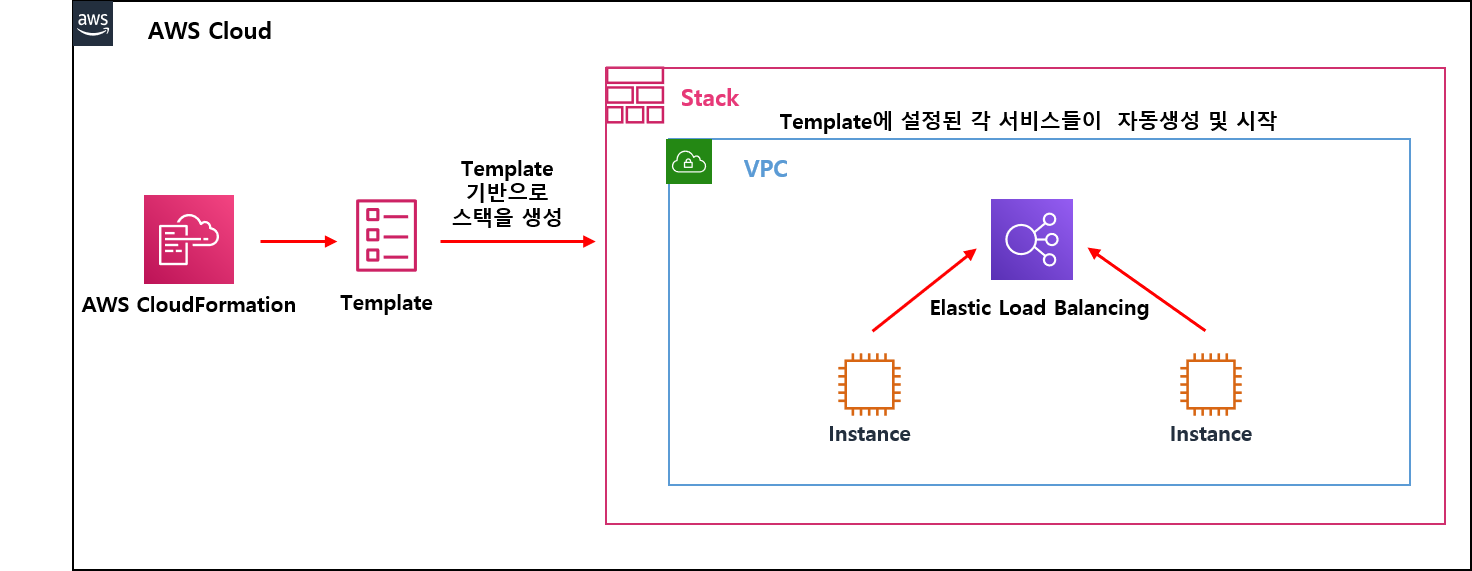 aws
AWS Cloud
Stack
Template에 설정된 각 서비스들이 자동생성 및 시작
VPC
Template
기반으로
스택을 생성
AWS CloudFormation
Template
Elastic Load Balancing
Instance
Instance